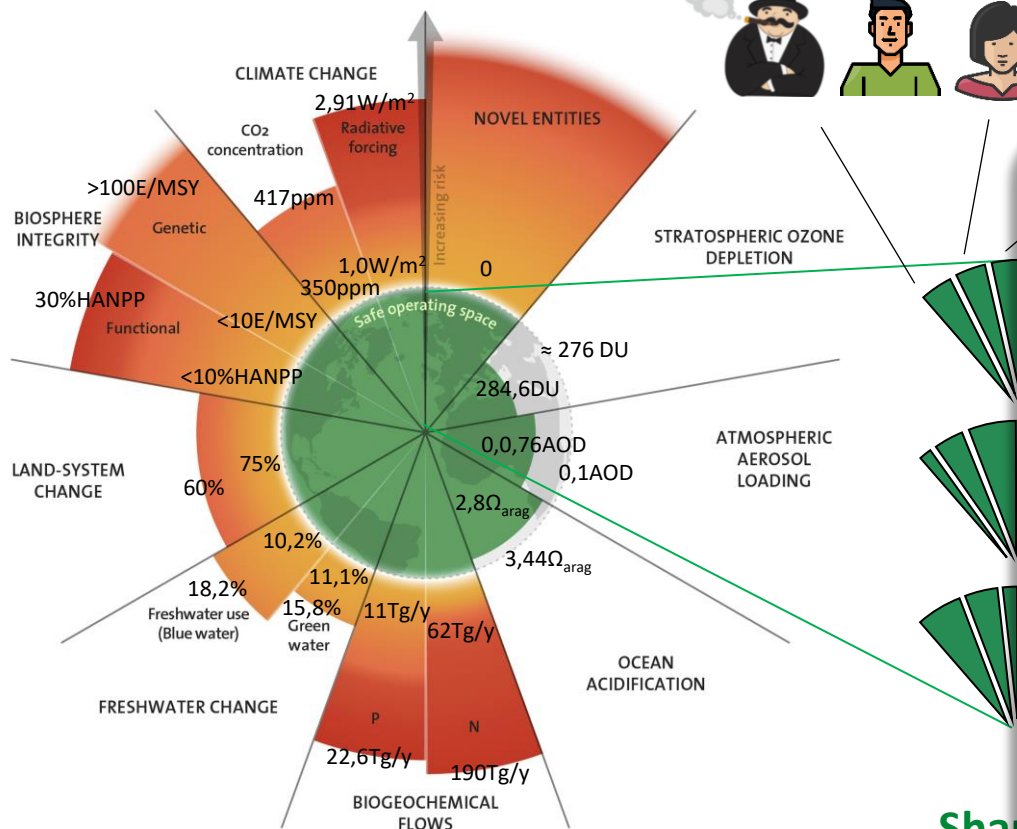 CLIMATE CHANGE
2,91W/m²
Radiative
forcing
CO2
concentration
417ppm
NOVEL ENTITIES
Increasing risk
>100E/MSY
BIOSPHERE
INTEGRITY
Genetic
STRATOSPHERIC OZONE
DEPLETION
1,0W/m²
0
350ppm
30%HANPP
Functional
<10E/MSY
Safe operating space
≈ 276 DU
<10%HANPP
284,6DU
LAND-SYSTEM
CHANGE
75%
60%
0,0,76AOD
0,1AOD
ATMOSPHERIC
AEROSOL
LOADING
2,8Ωarag
3,44Ωarag
10,2%
11,1%
18,2%
15,8%
Freshwater use
(Blue water)
Green
water
11Tg/y
62Tg/y
OCEAN
ACIDIFICATION
FRESHWATER CHANGE
P
N
22,6Tg/y
190Tg/y
BIOGEOCHEMICAL
FLOWS